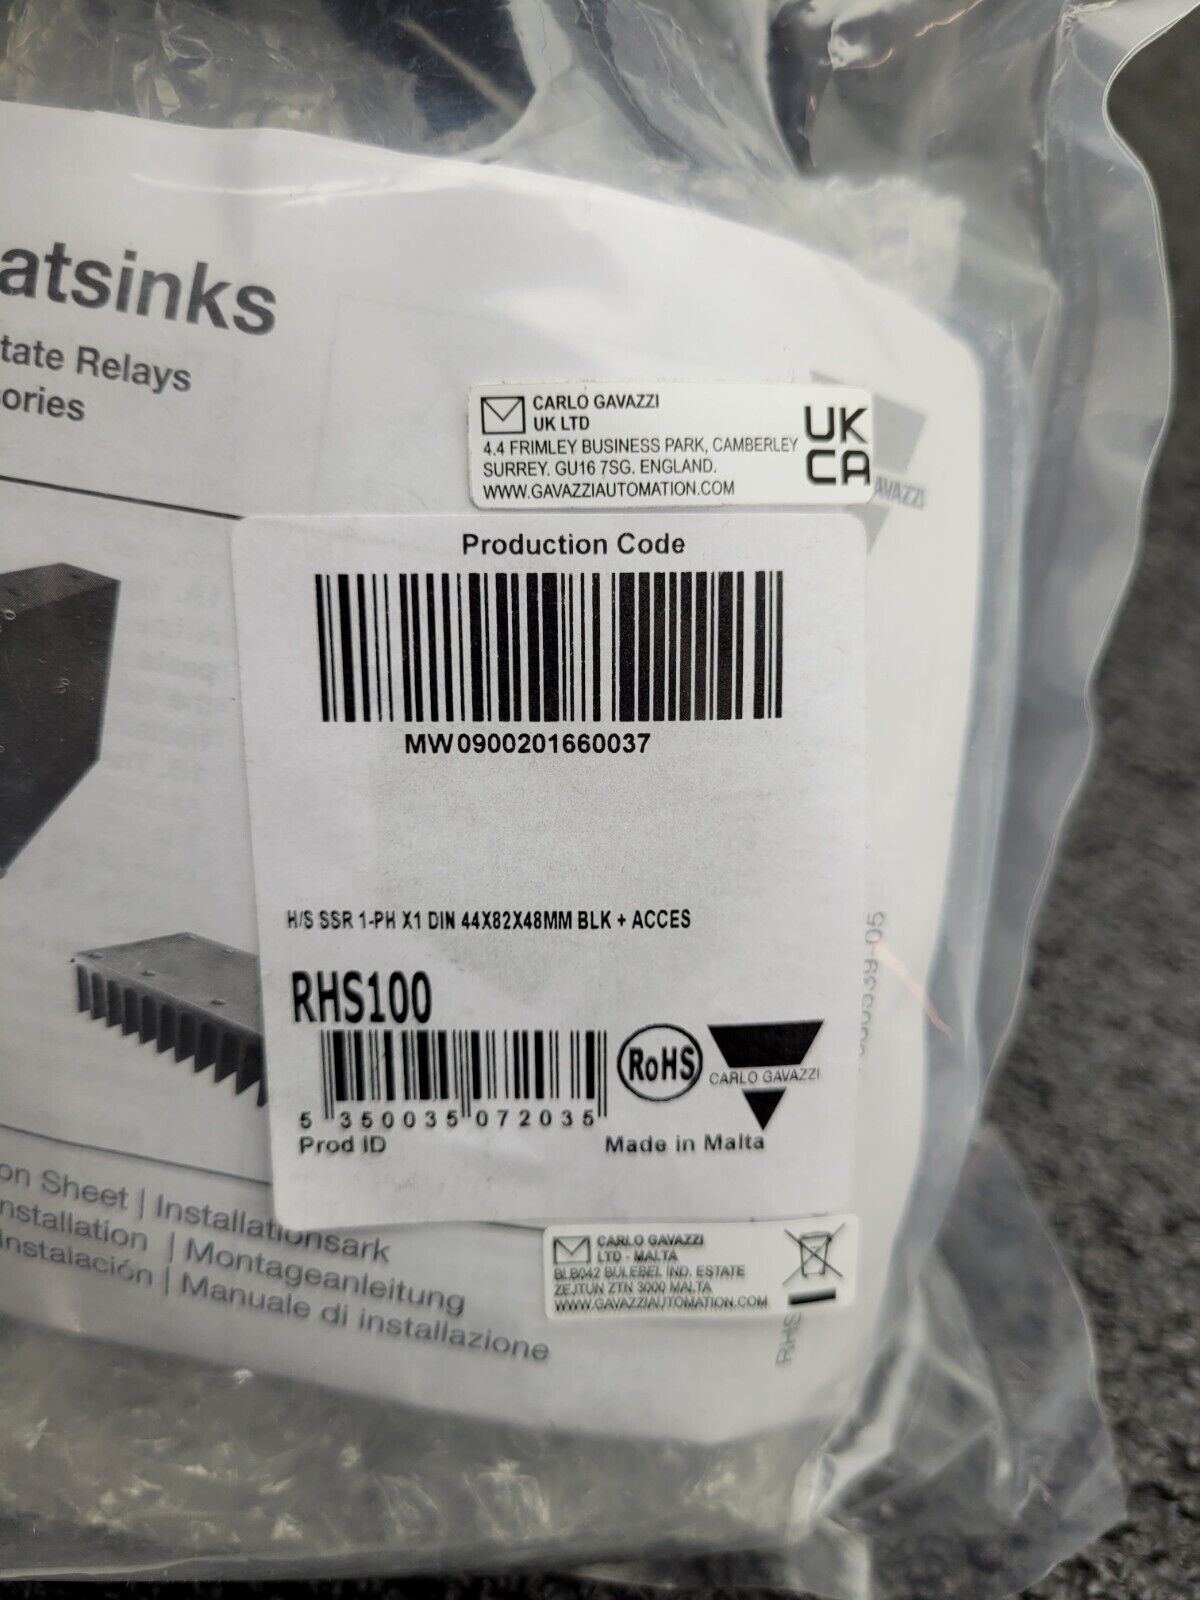 atsinks
tate Relays
ories
CARLO GAVAZZI
UK LTD
4.4 FRIMLEY BUSINESS PARK, CAMBERLEY
SURREY. GU16 7SG. ENGLAND.
WWW.GAVAZZIAUTOMATION.COM
UK
CA
AVAZZI
Production Code
MW0900201660037
H/S SSR 1-PH X1 DIN 44X82X48MM BLK + ACCES
RHS100
RoHS
CARLO GAVAZZI
5 350035 072035
Prod ID
Made in Malta
on Sheet | Installationsark
nstallation | Montageanleitung
Instalación | Manuale di installazione
CARLO GAVAZZI
LTD - MALTA
BLB042 BULEBEL IND. ESTATE
ZEJTUN ZTN 3000 MALTA
WWW.GAVAZZIAUTOMATION.COM
RHS